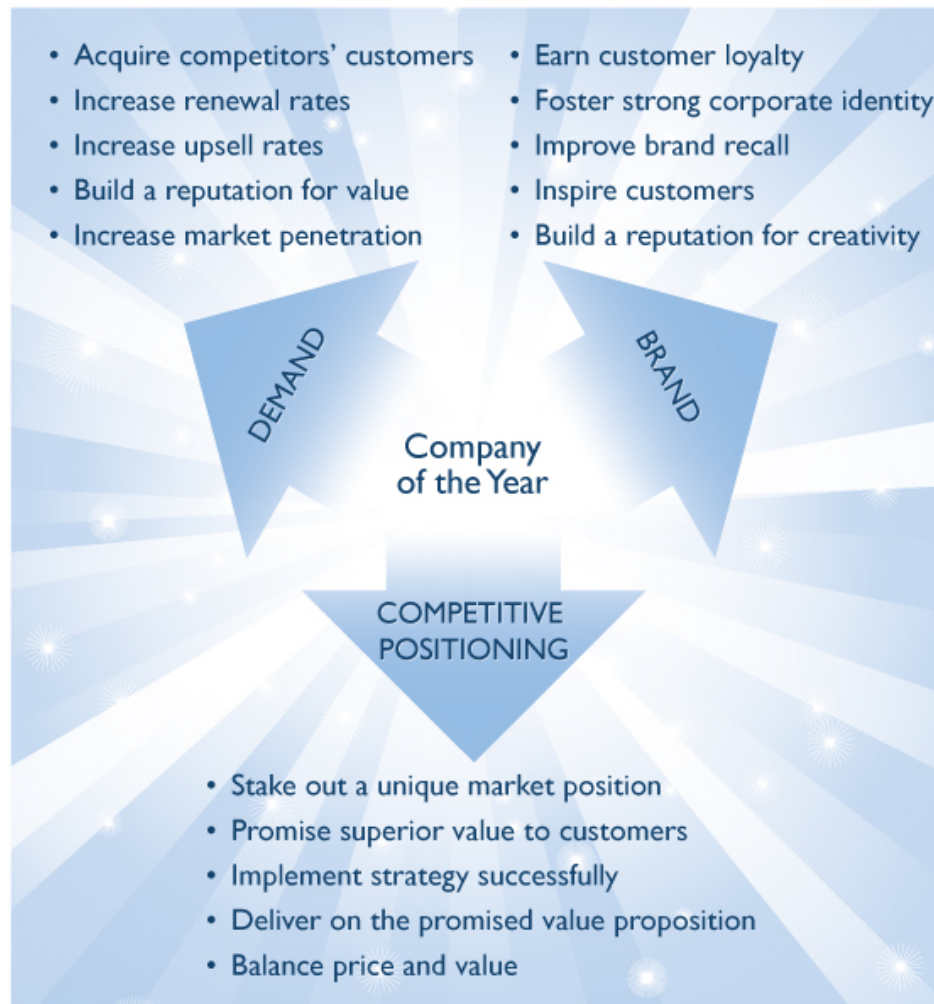 • Acquire competitors’ customers
• Increase renewal rates
• Increase upsell rates
• Build a reputation for value
• Increase market penetration
• Earn customer loyalty
• Foster strong corporate identity
• Improve brand recall
• Inspire customers
• Build a reputation for creativity
DEMAND
BRAND
Company
of the Year
COMPETITIVE
POSITIONING
• Stake out a unique market position
• Promise superior value to customers
• Implement strategy successfully
• Deliver on the promised value proposition
• Balance price and value